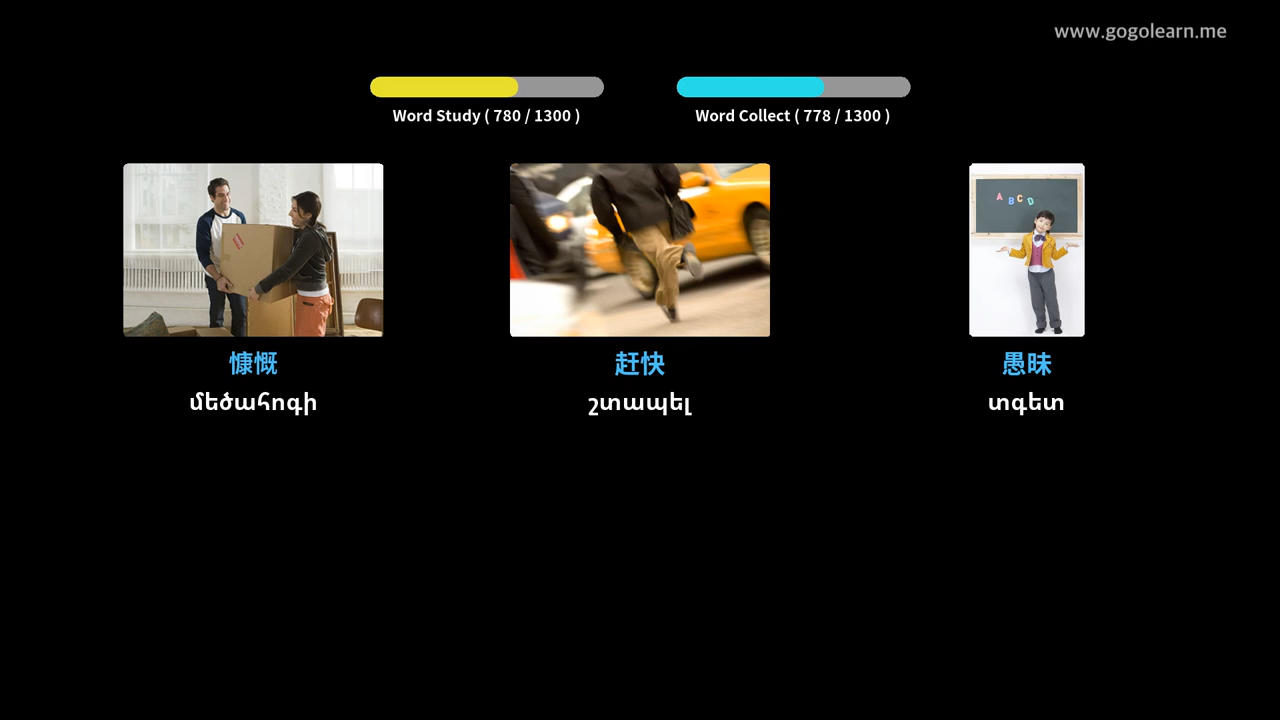 www.gogolearn.me
Word Study ( 780 / 1300 )
Word Collect ( 778 / 1300 )
A B C D
慷慨
赶快
愚昧
մեծահոգի
շտապել
տգետ